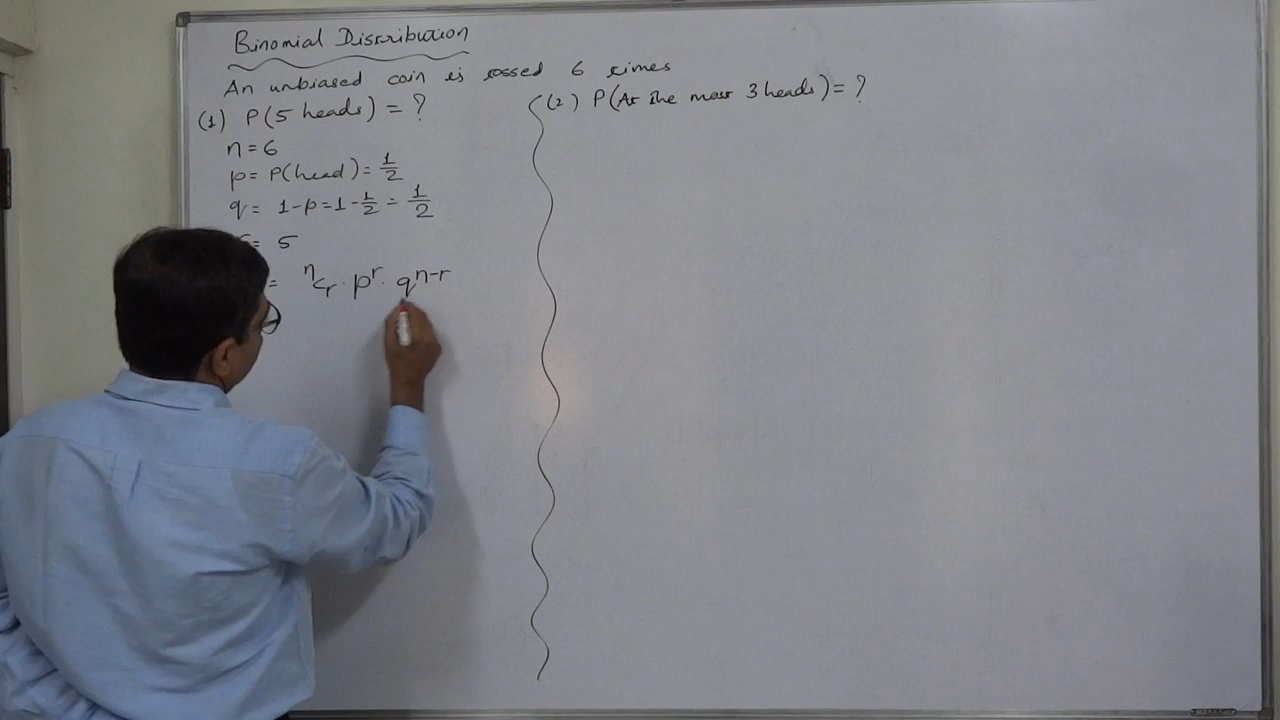 Binomial Distribution
An unbiased coin is tossed 6 times
(1) P(5 heads) = ?
n = 6
p = P(head) = 1/2
q = 1-p = 1 - 1/2 = 1/2
= 5
= ⁿCᵣ · pʳ · qⁿ⁻ʳ
(2) P(At the most 3 heads) = ?